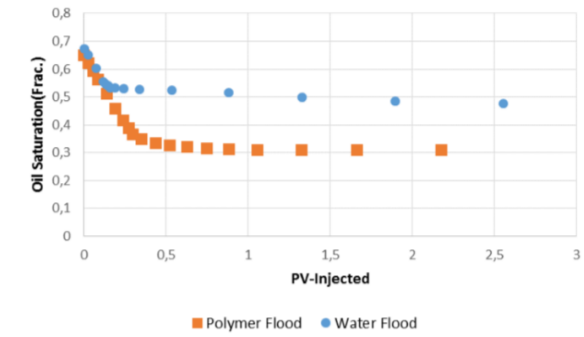 0,8
0,7
0,6
0,5
0,4
0,3
0,2
0,1
0
Oil Saturation(Frac.)
0 0,5 1 1,5 2 2,5 3
PV-Injected
Polymer Flood Water Flood